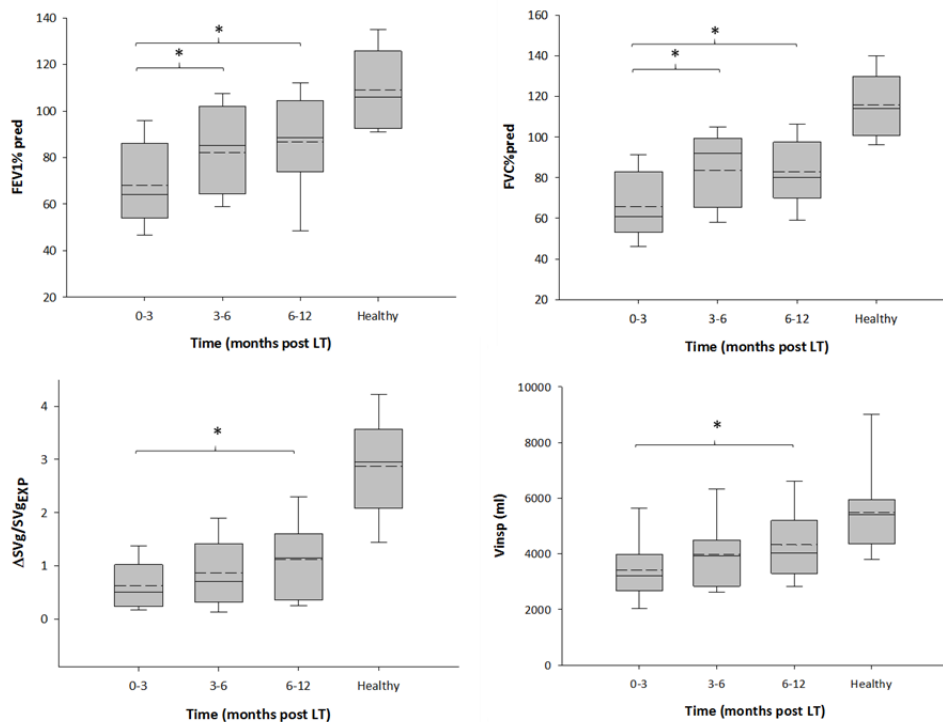 FEV1% pred
140
120
100
80
60
40
20
*
*
0-3 3-6 6-12 Healthy
Time (months post LT)
FVC%pred
160
140
120
100
80
60
40
20
*
*
0-3 3-6 6-12 Healthy
Time (months post LT)
ΔSVg/SVgEXP
4
3
2
1
0
*
0-3 3-6 6-12 Healthy
Time (months post LT)
Vinsp (ml)
10000
8000
6000
4000
2000
0
*
0-3 3-6 6-12 Healthy
Time (months post LT)